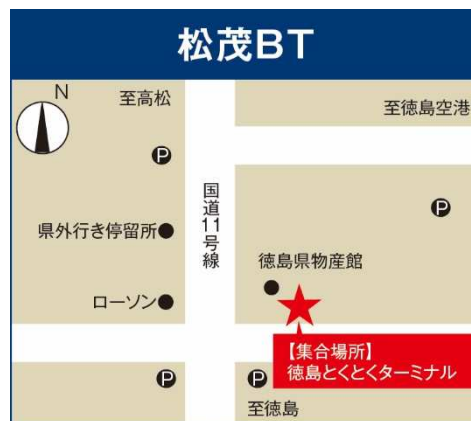 松茂BT
N
至高松
至徳島空港
P
国道11号線
P
県外行き停留所
徳島県物産館
ローソン
【集合場所】
徳島とくとくターミナル
P
P
至徳島